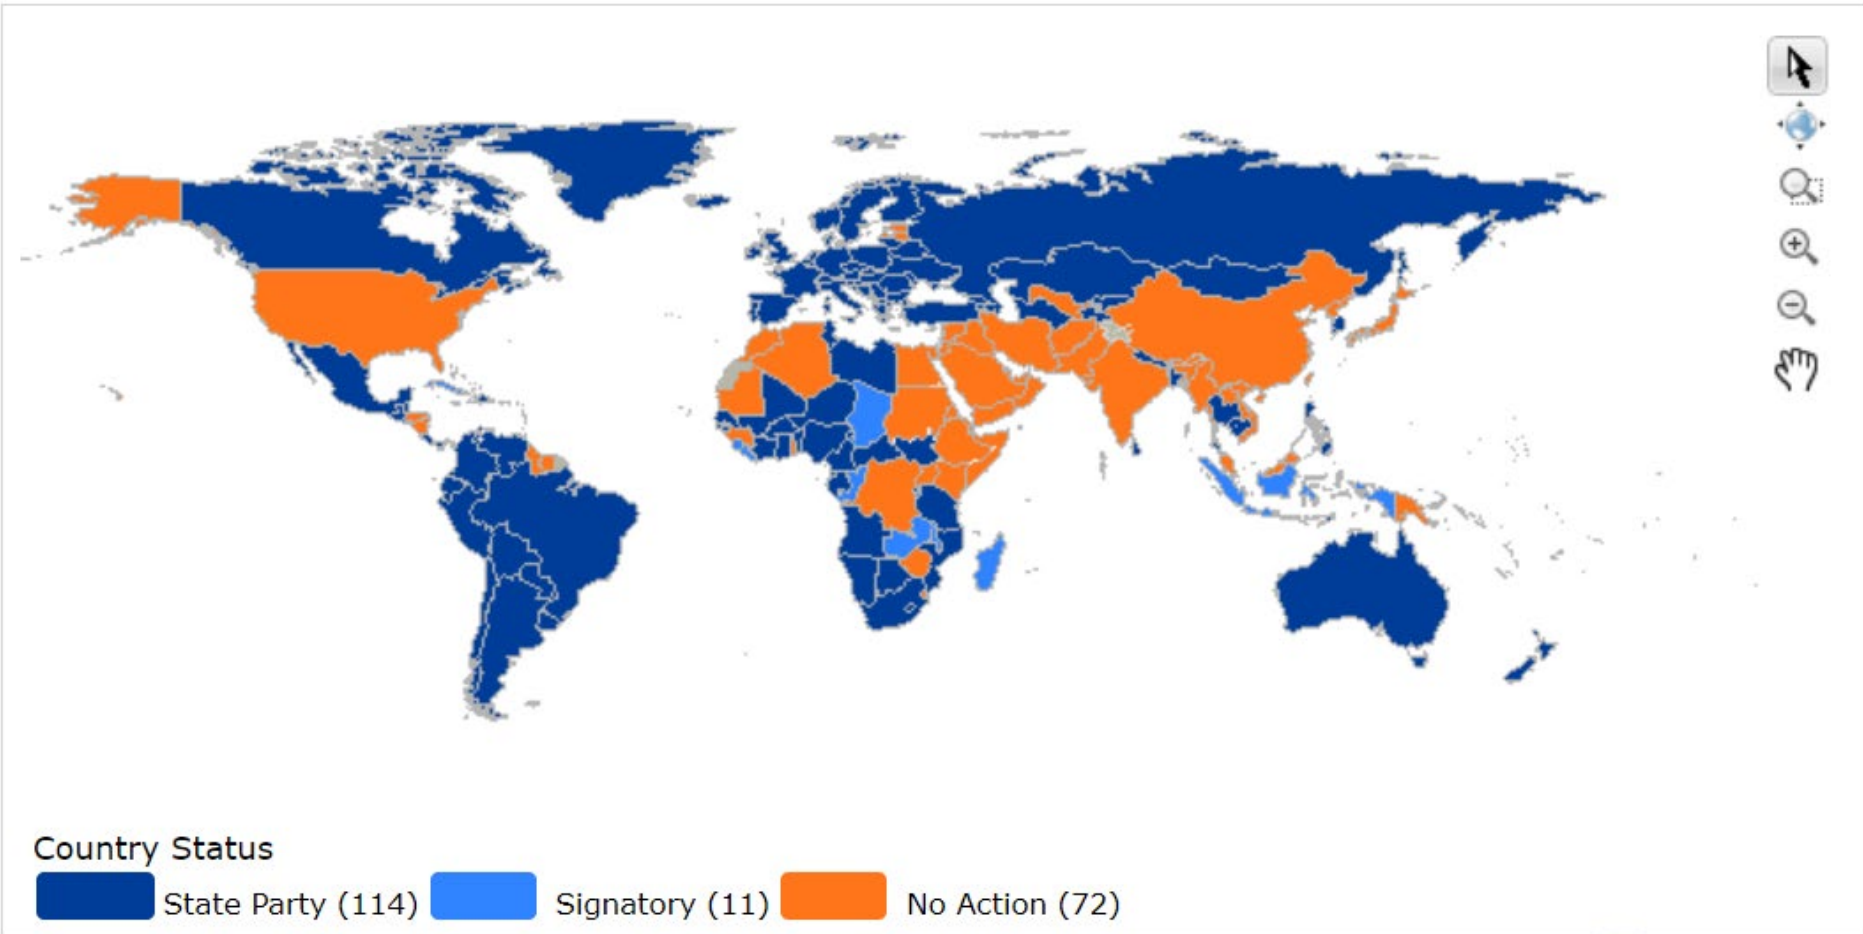 Country Status
State Party (114) Signatory (11) No Action (72)